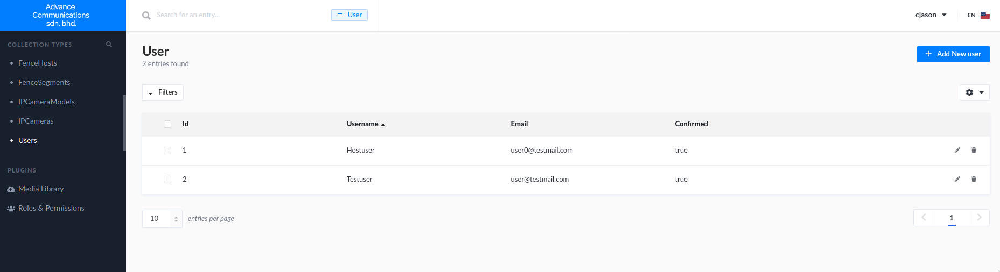 Advance
Communications
sdn. bhd.
Search for an entry...
User
cjason
EN
COLLECTION TYPES
FenceHosts
FenceSegments
IPCameraModels
IPCameras
Users
PLUGINS
Media Library
Roles & Permissions
User
2 entries found
Add New user
Filters
Id Username Email Confirmed
1 Hostuser user0@testmail.com true
2 Testuser user@testmail.com true
10 entries per page
1